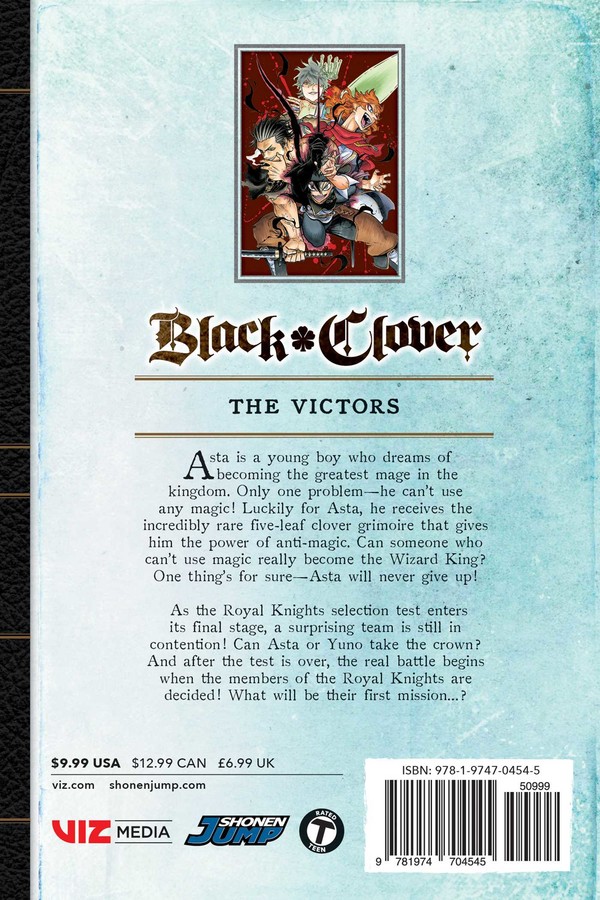 Black Clover
THE VICTORS
Asta is a young boy who dreams of
becoming the greatest mage in the
kingdom. Only one problem—he can't use
any magic! Luckily for Asta, he receives the
incredibly rare five-leaf clover grimoire that gives
him the power of anti-magic. Can someone who
can't use magic really become the Wizard King?
One thing's for sure—Asta will never give up!
As the Royal Knights selection test enters
its final stage, a surprising team is still in
contention! Can Asta or Yuno take the crown?
And after the test is over, the real battle begins
when the members of the Royal Knights are
decided! What will be their first mission...?
$9.99 USA $12.99 CAN £6.99 UK
viz.com shonenjump.com
VIZ MEDIA
SHONEN
JUMP
RATED
T
TEEN
ISBN: 978-1-9747-0454-5
50999
9 781974 704545